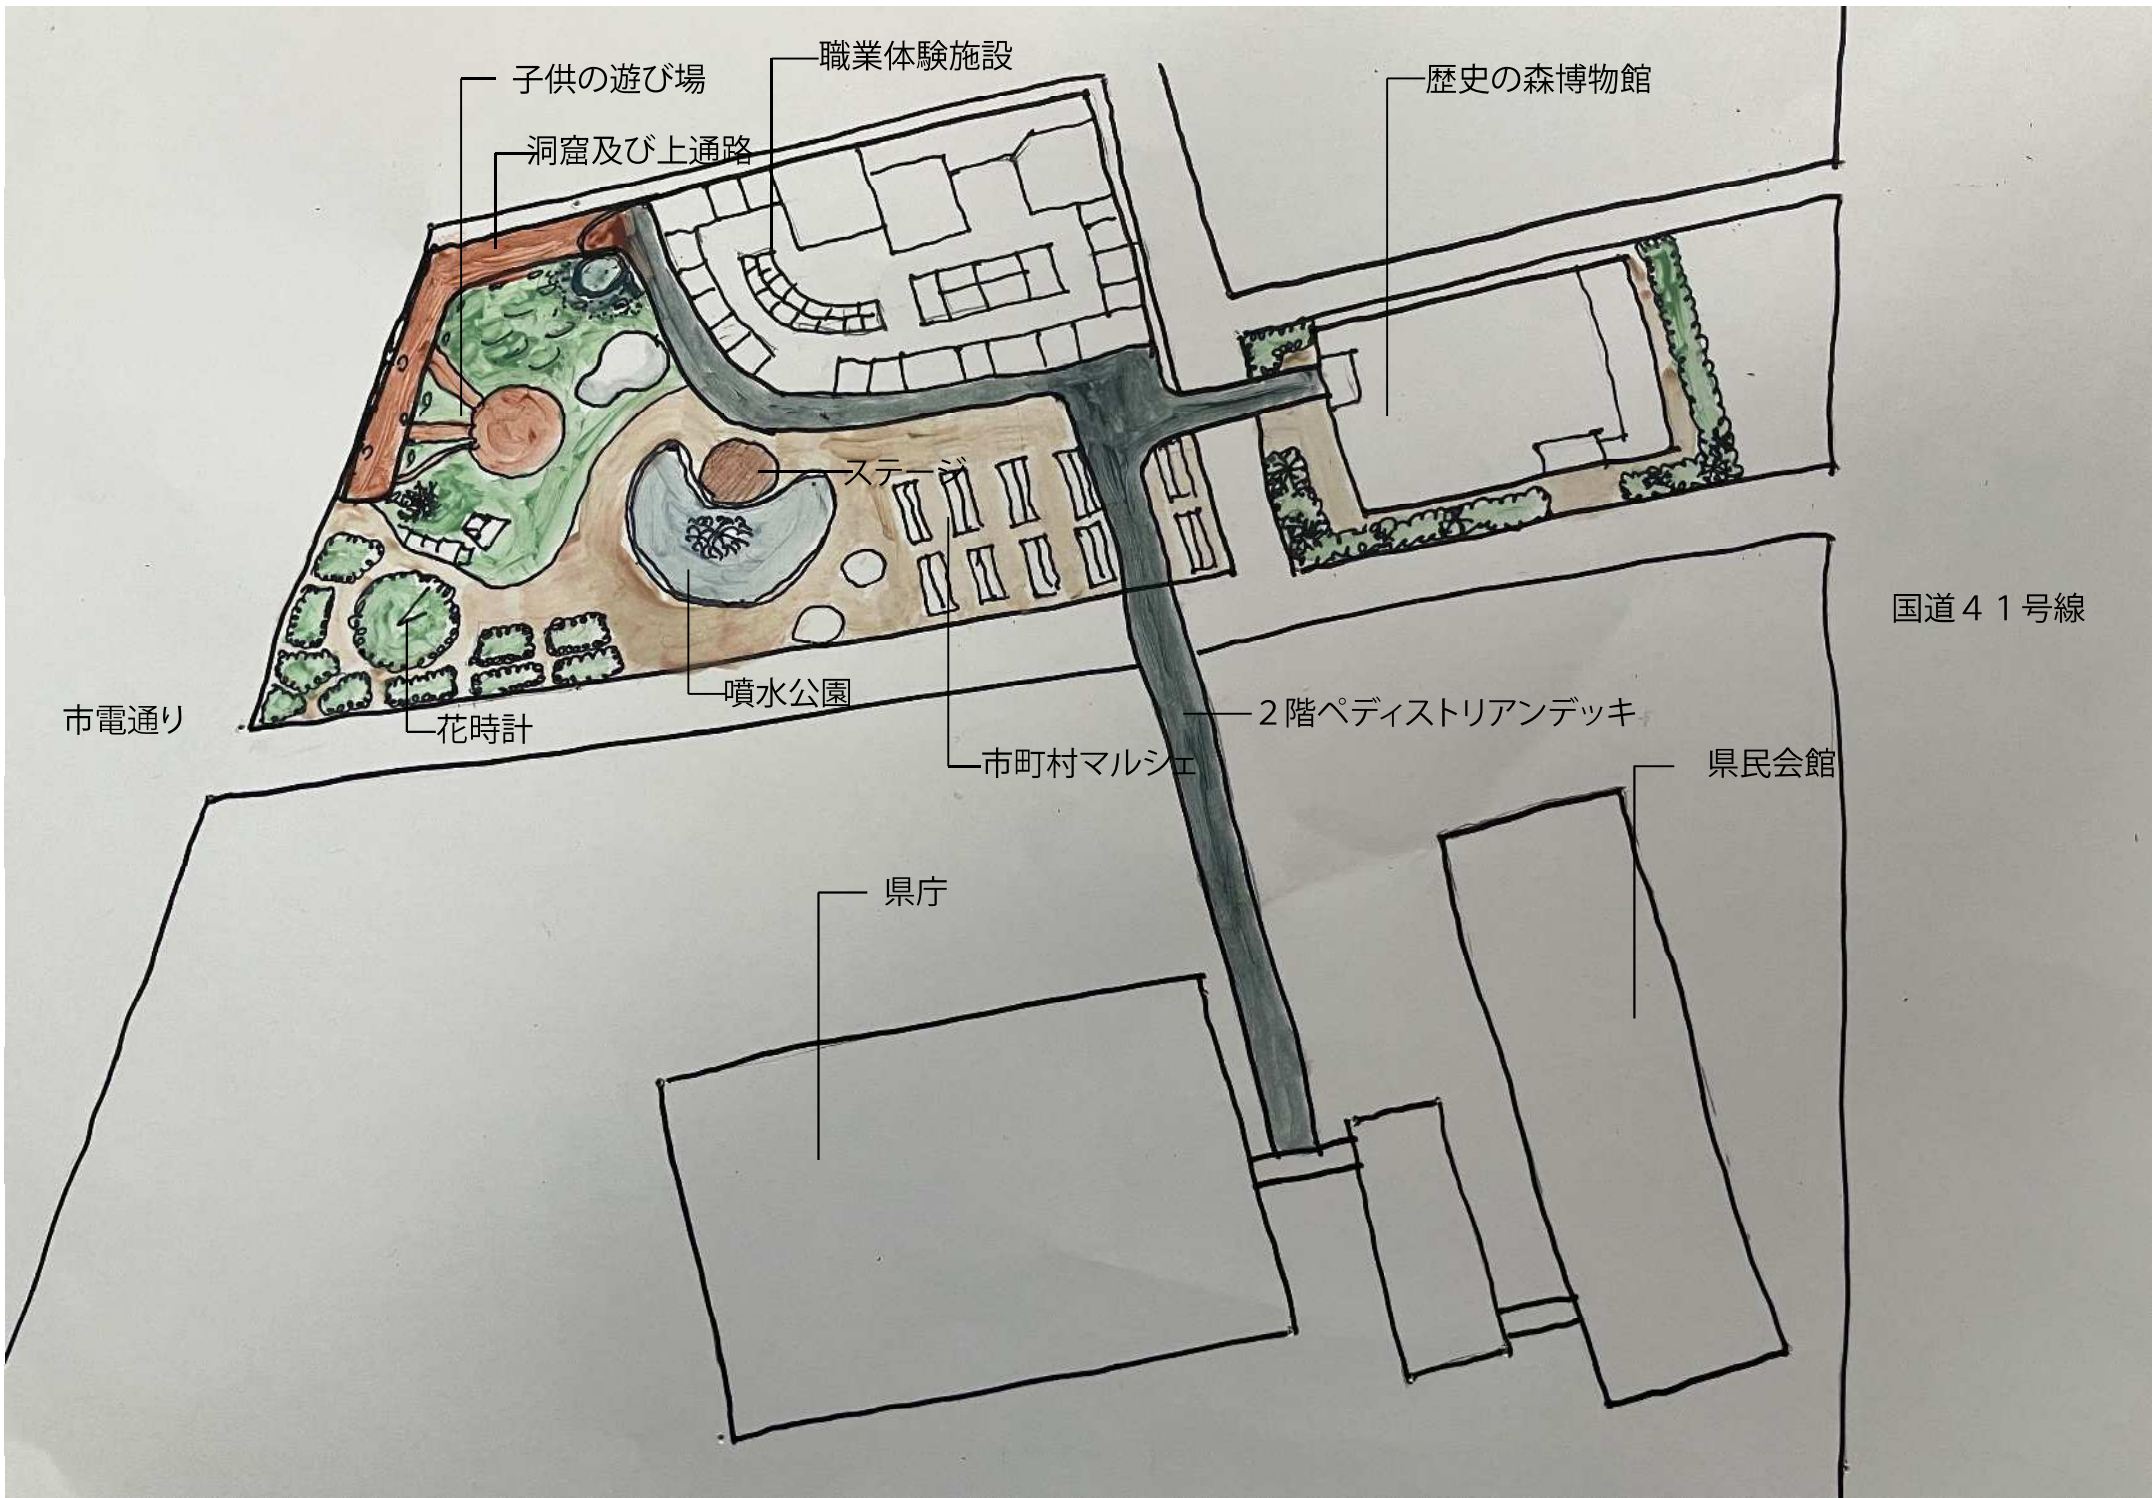 職業体験施設
子供の遊び場
歴史の森博物館
洞窟及び上通路
ステージ
国道４１号線
噴水公園
市電通り
花時計
２階ペディストリアンデッキ
市町村マルシェ
県民会館
県庁